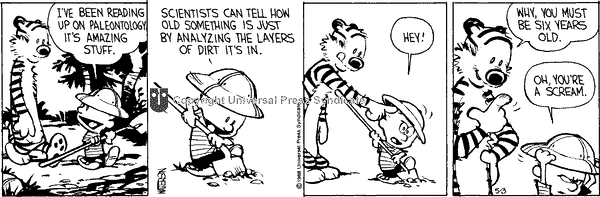 I'VE BEEN READING
UP ON PALEONTOLOGY.
IT'S AMAZING
STUFF.
SCIENTISTS CAN TELL HOW
OLD SOMETHING IS JUST
BY ANALYZING THE LAYERS
OF DIRT IT'S IN.
HEY!
WHY, YOU MUST
BE SIX YEARS
OLD.
OH, YOU'RE
A SCREAM.
Copyright Universal Press Syndicate
WATTERSON
© 1988 Universal Press Syndicate
5-3